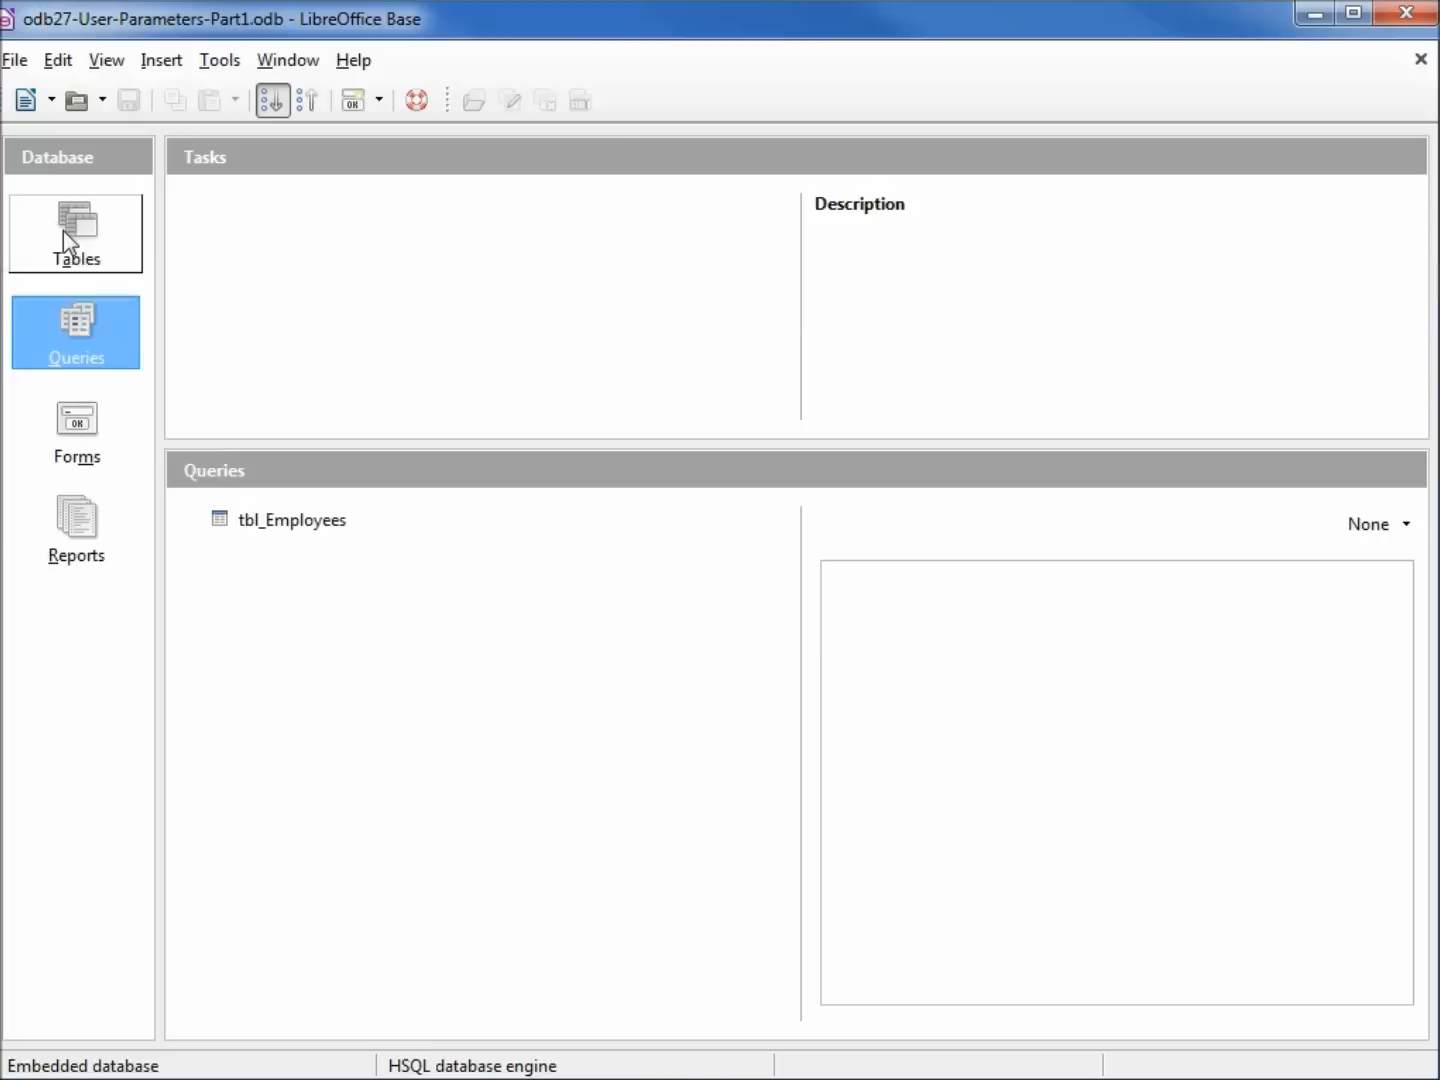 odb27-User-Parameters-Part1.odb - LibreOffice Base
File Edit View Insert Tools Window Help
Database
Tasks
Tables
Description
Queries
Forms
Reports
Queries
tbl_Employees
None
Embedded database
HSQL database engine